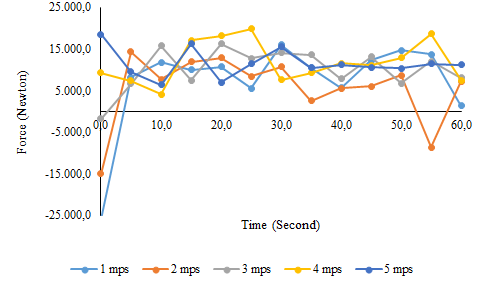 25.000,0
15.000,0
5.000,0
-5.000,0
-15.000,0
-25.000,0
Force (Newton)
0,0 10,0 20,0 30,0 40,0 50,0 60,0
Time (Second)
1 mps 2 mps 3 mps 4 mps 5 mps